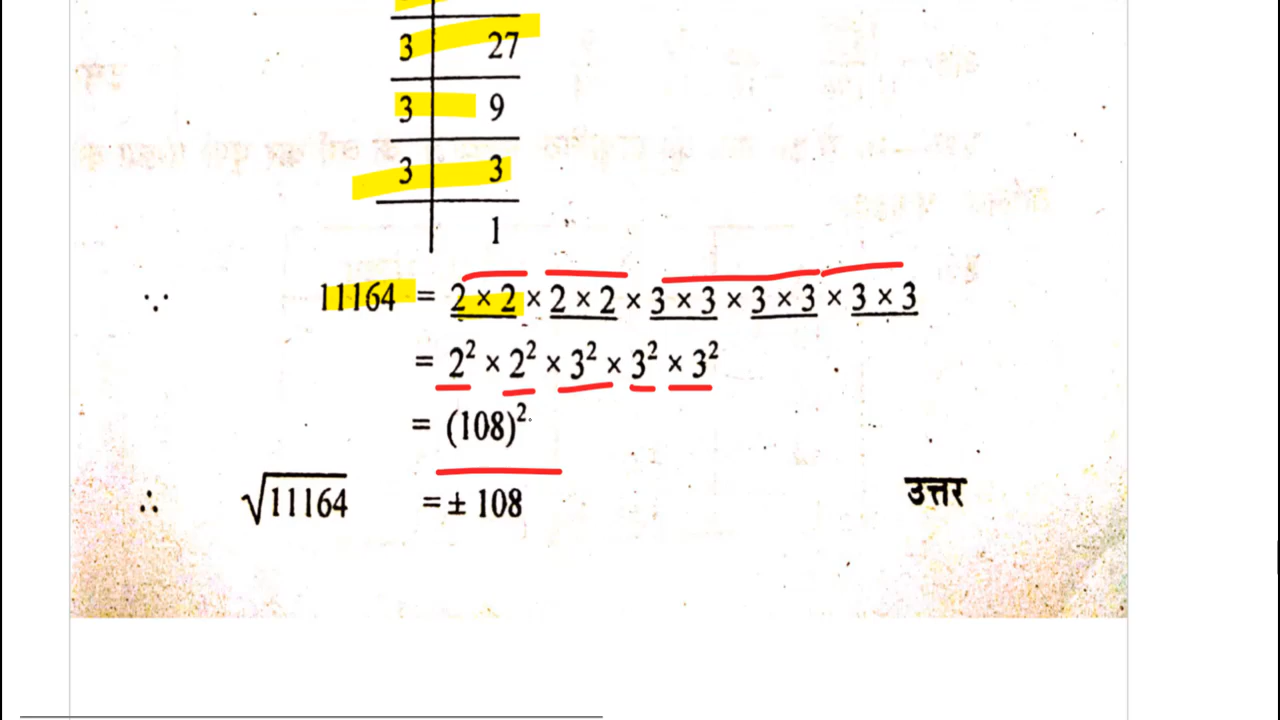 3 27
3 9
3 3
1
∵ 11164 = 2 × 2 × 2 × 2 × 3 × 3 × 3 × 3 × 3 × 3
= 2² × 2² × 3² × 3² × 3²
= (108)²
∴ √11164 = ± 108 उत्तर